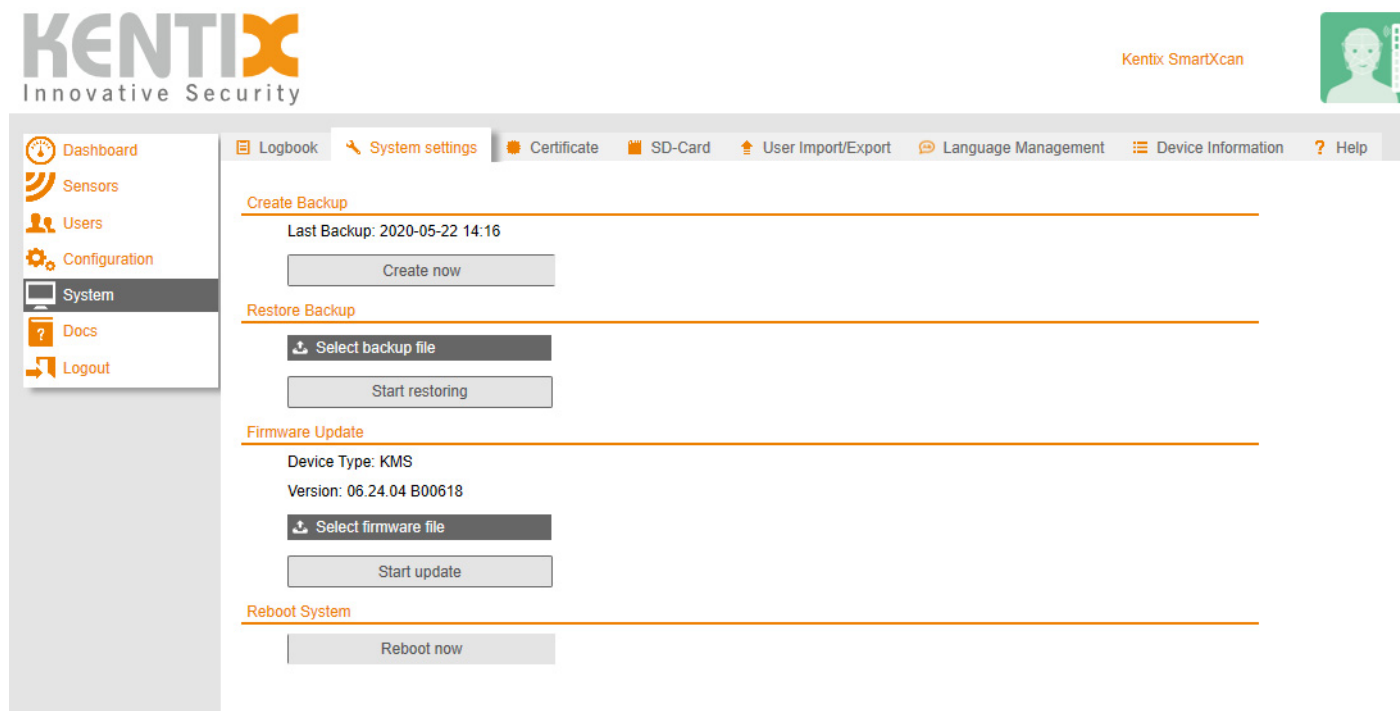 KENTIX
Innovative Security
Kentix SmartXcan
Dashboard
Sensors
Users
Configuration
System
Docs
Logout
Logbook System settings Certificate SD-Card User Import/Export Language Management Device Information ? Help
Create Backup
Last Backup: 2020-05-22 14:16
Create now
Restore Backup
Select backup file
Start restoring
Firmware Update
Device Type: KMS
Version: 06.24.04 B00618
Select firmware file
Start update
Reboot System
Reboot now